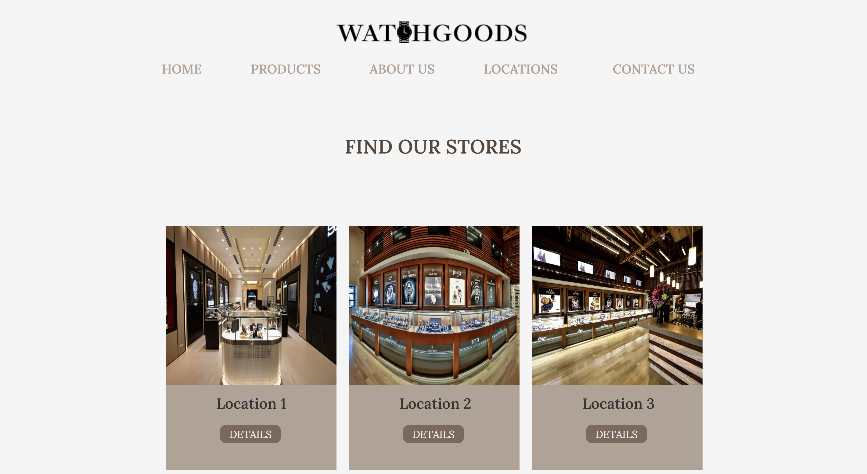 WATCHGOODS
HOME PRODUCTS ABOUT US LOCATIONS CONTACT US
FIND OUR STORES
Location 1 Location 2 Location 3
DETAILS DETAILS DETAILS